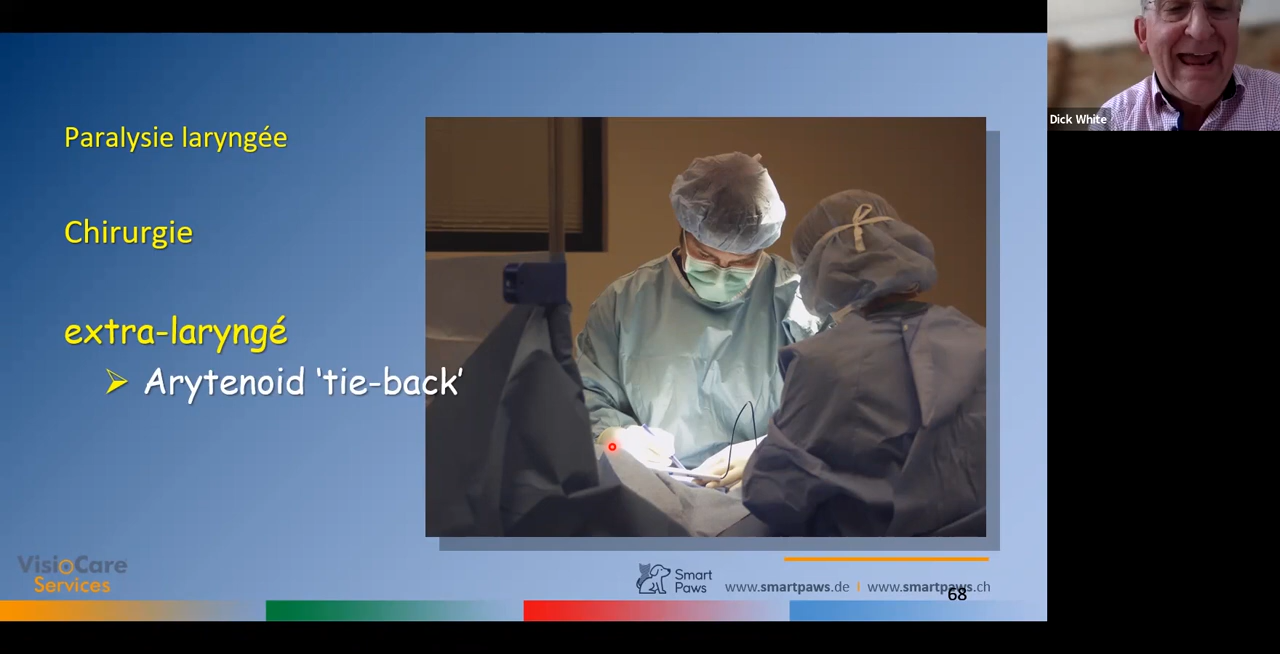 Paralysie laryngée
Chirurgie
extra-laryngé
➢ Arytenoid ‘tie-back’
Dick White
VisioCare
Services
Smart
Paws
www.smartpaws.de | www.smartpaws.ch
68